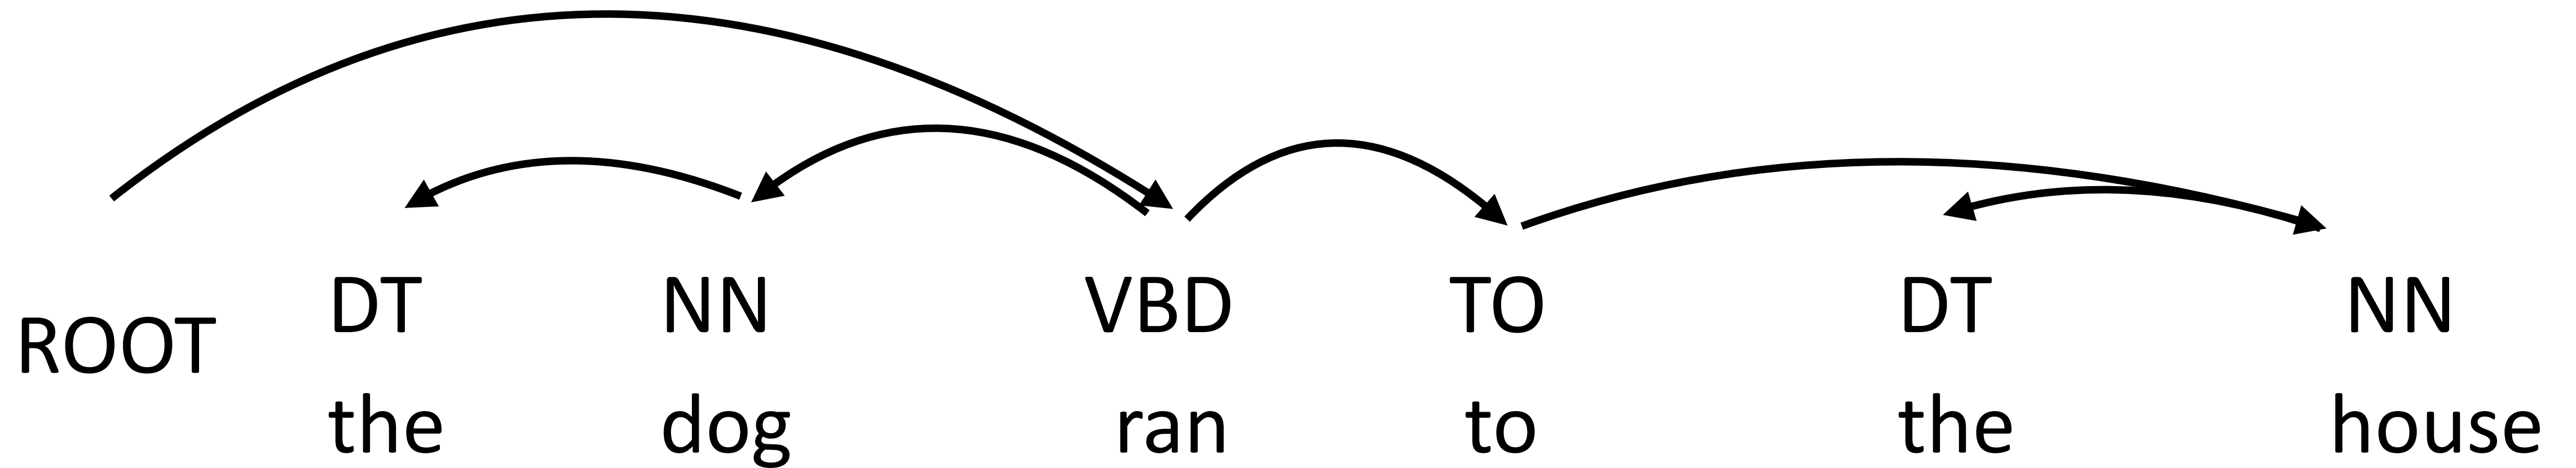 DT NN VBD TO DT NN
ROOT
the dog ran to the house